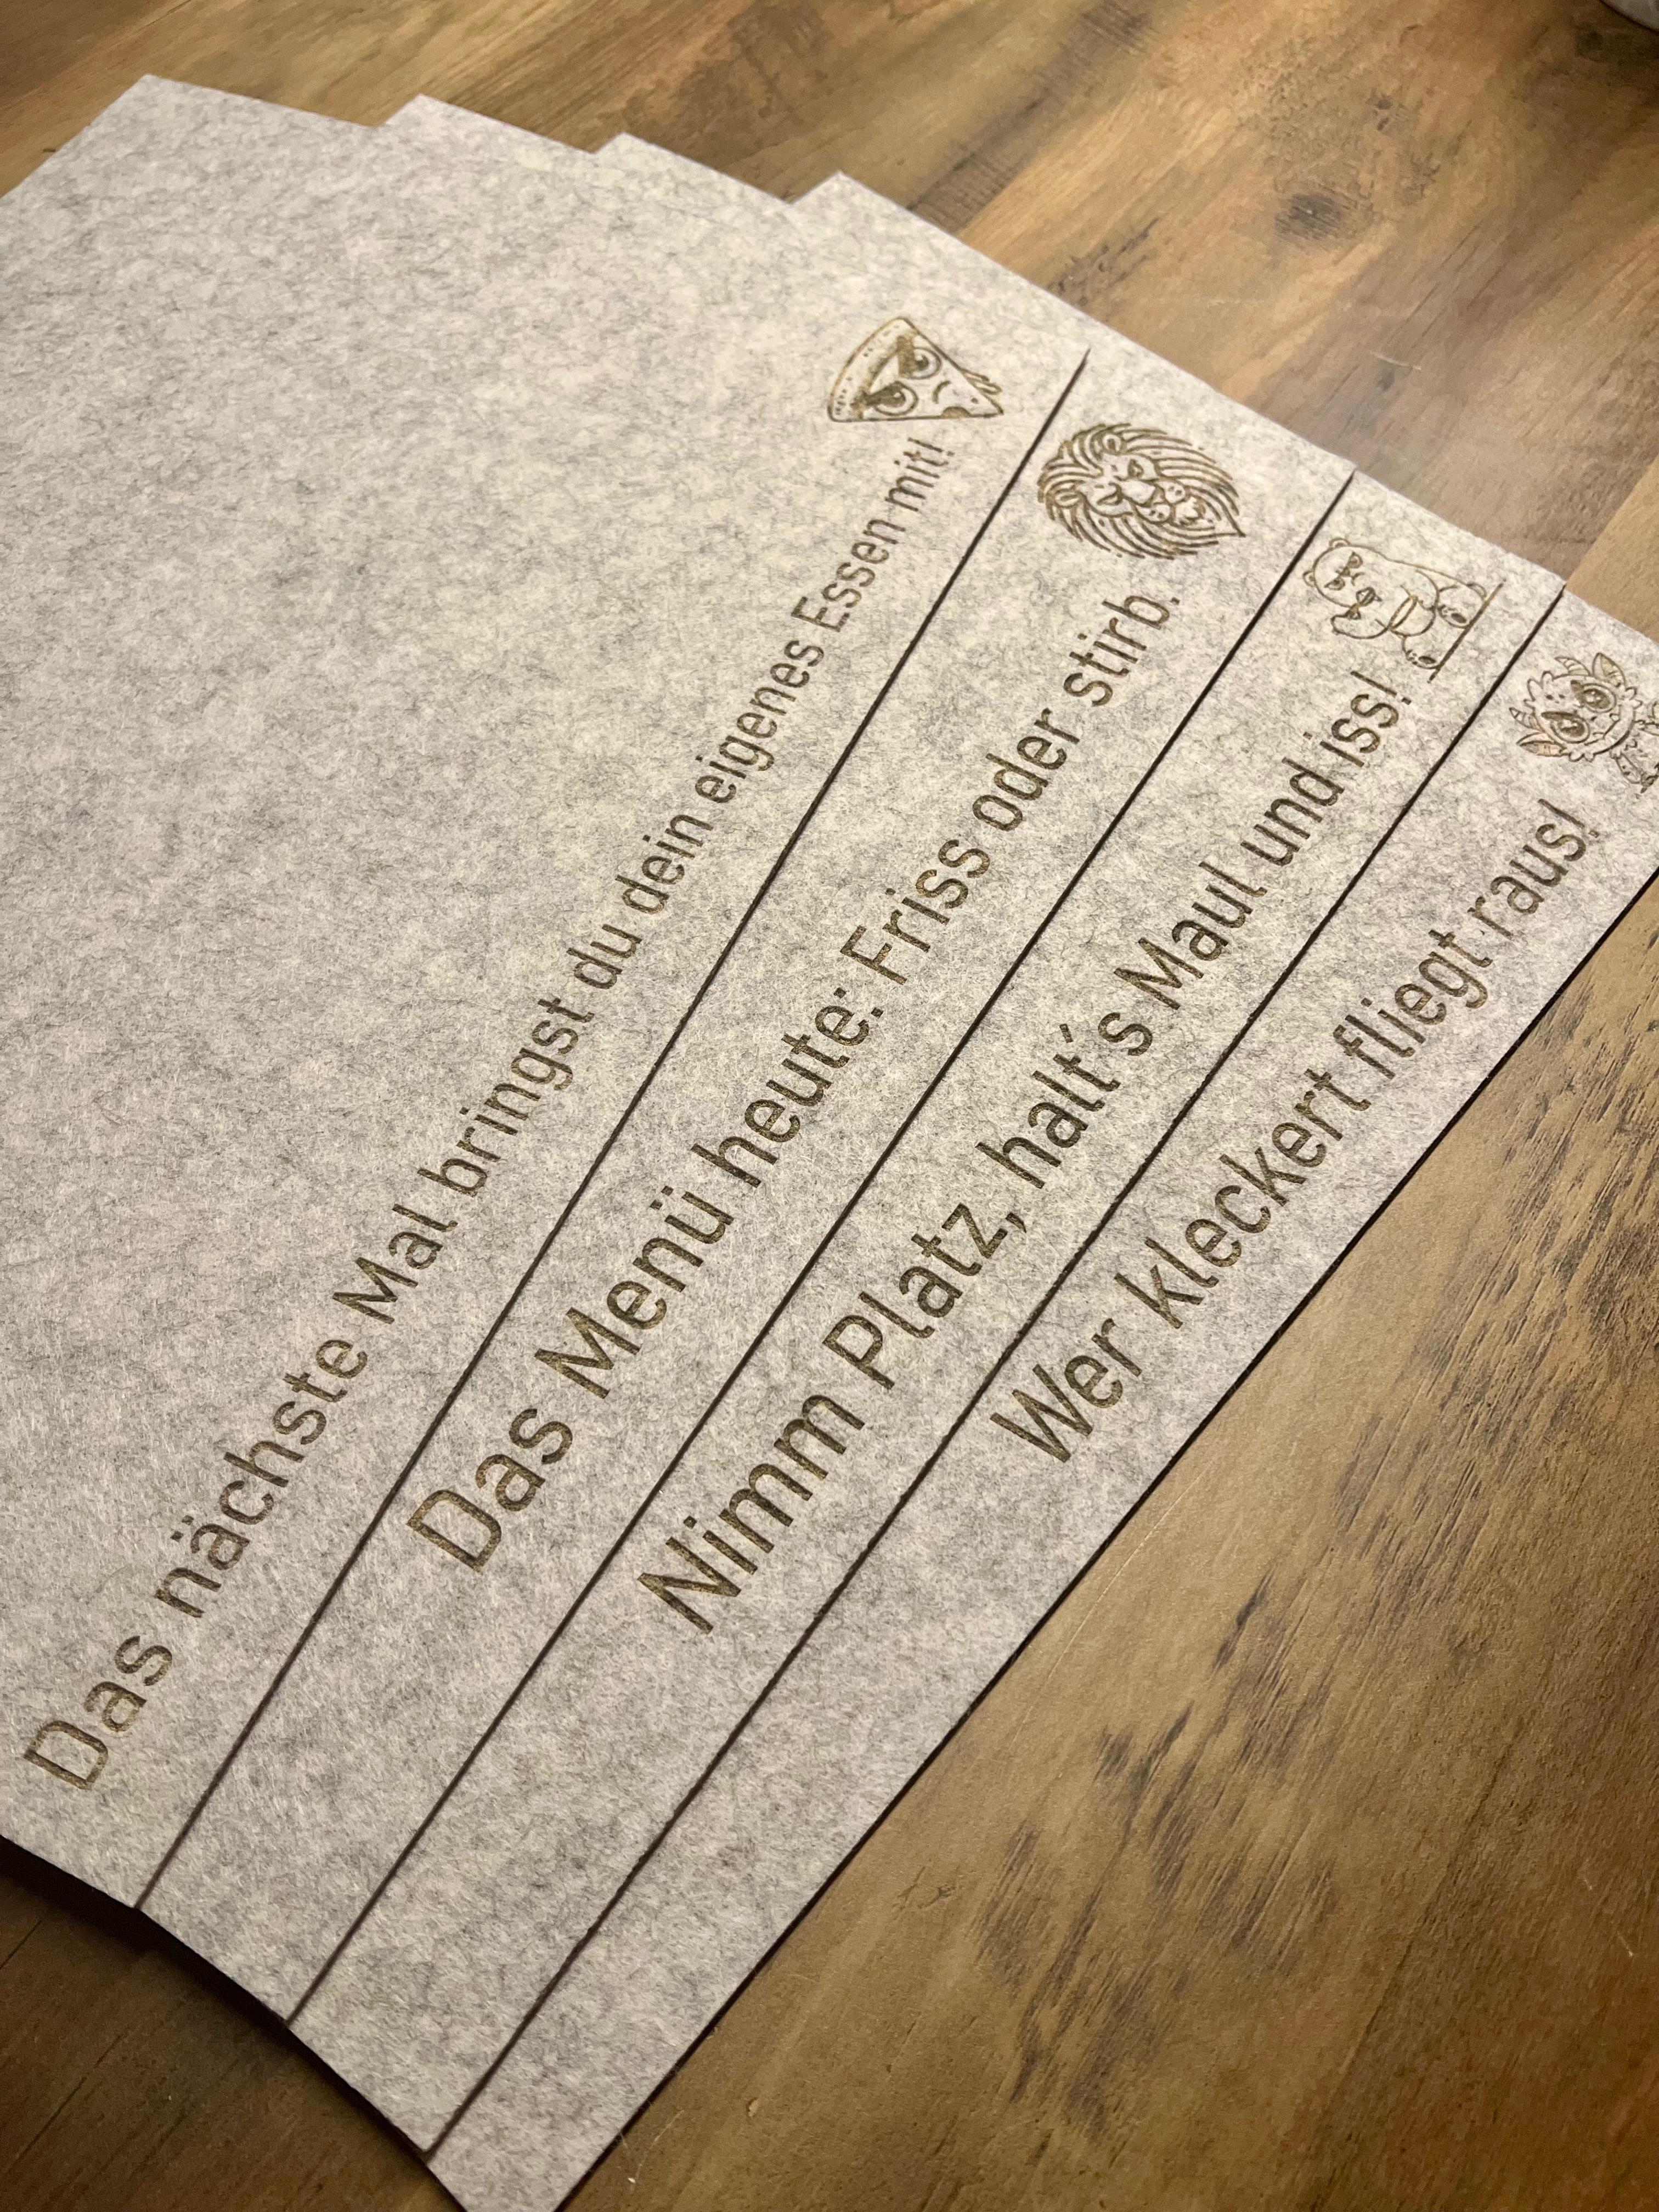 Das nächste Mal bringst du dein eigenes Essen mit!
Das Menü heute: Friss oder stirb.
Nimm Platz, halt´s Maul und iss!
Wer kleckert fliegt raus!